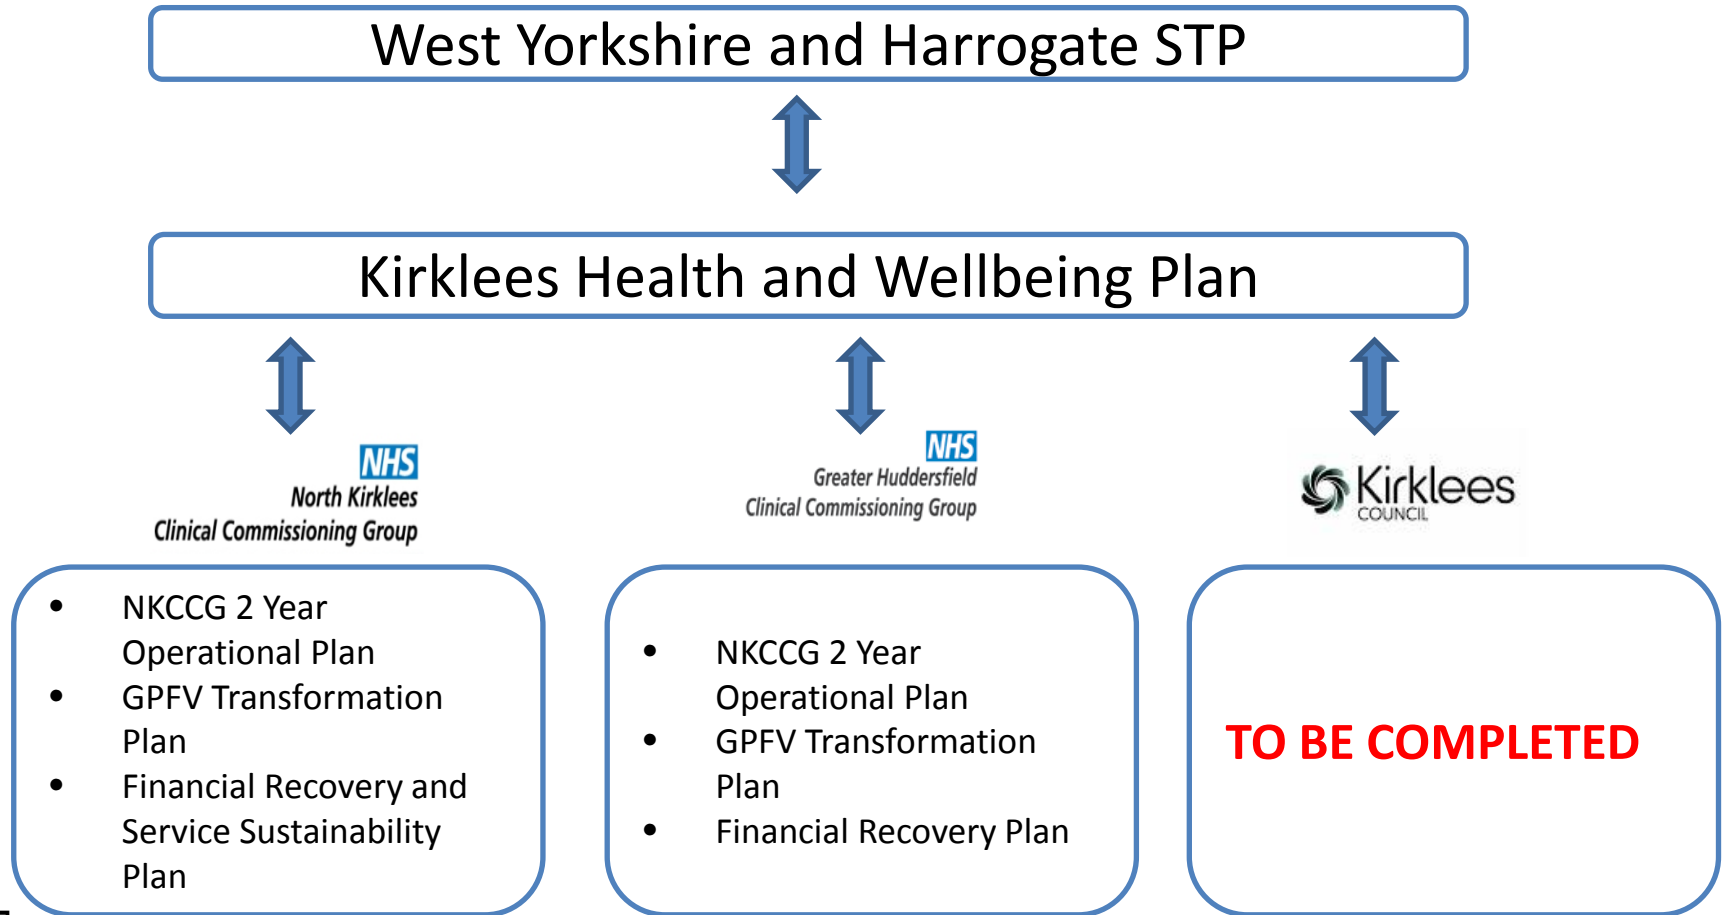 West Yorkshire and Harrogate STP
Kirklees Health and Wellbeing Plan
NHS
North Kirklees
Clinical Commissioning Group
NHS
Greater Huddersfield
Clinical Commissioning Group
Kirklees
COUNCIL
• NKCCG 2 Year
Operational Plan
• GPFV Transformation
Plan
• Financial Recovery and
Service Sustainability
Plan
• NKCCG 2 Year
Operational Plan
• GPFV Transformation
Plan
• Financial Recovery Plan
TO BE COMPLETED